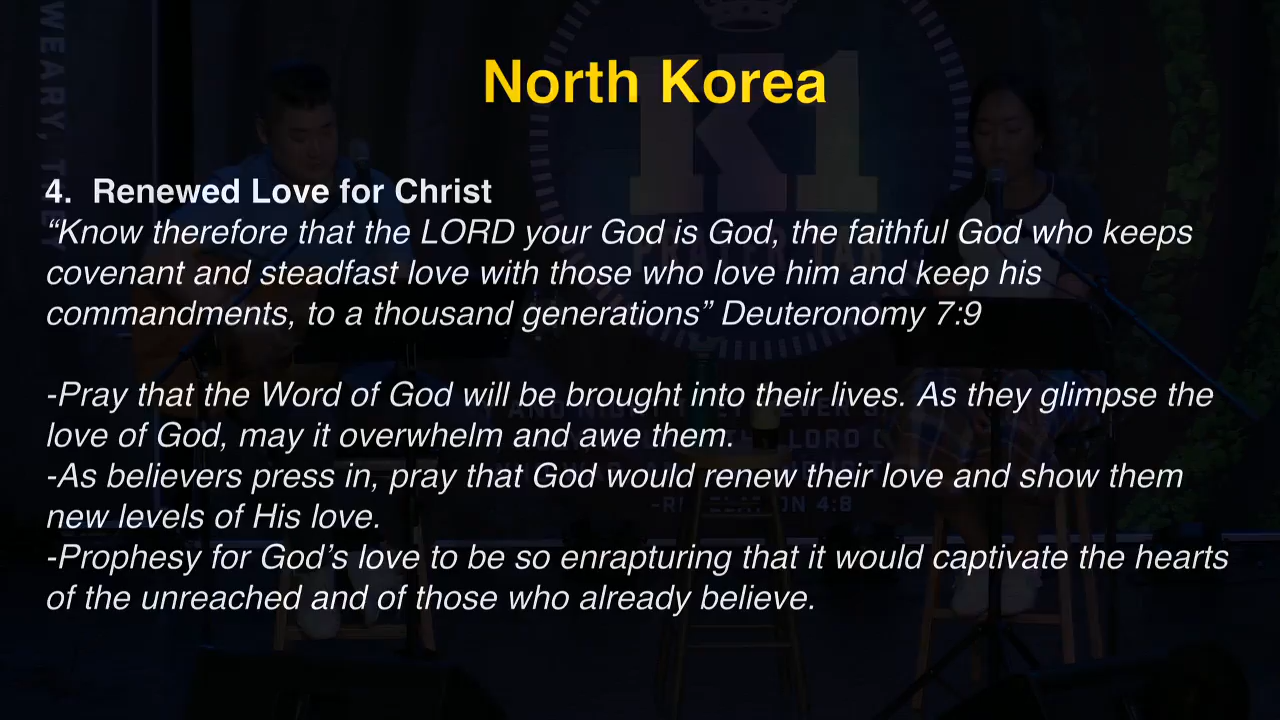 North Korea
4. Renewed Love for Christ
“Know therefore that the LORD your God is God, the faithful God who keeps
covenant and steadfast love with those who love him and keep his
commandments, to a thousand generations” Deuteronomy 7:9
-Pray that the Word of God will be brought into their lives. As they glimpse the
love of God, may it overwhelm and awe them.
-As believers press in, pray that God would renew their love and show them
new levels of His love.
-Prophesy for God’s love to be so enrapturing that it would captivate the hearts
of the unreached and of those who already believe.
WEARY,
K1
4:8